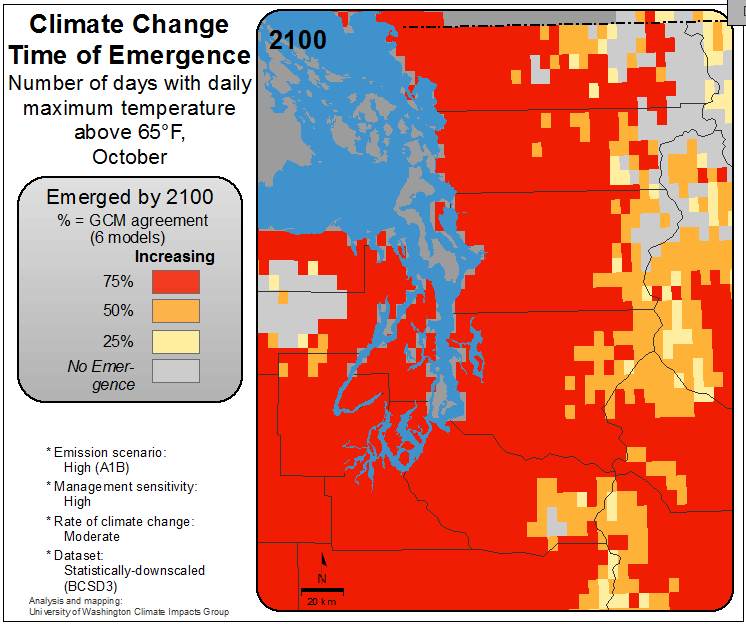 Climate Change
Time of Emergence
Number of days with daily
maximum temperature
above 65°F,
October
Emerged by 2100
% = GCM agreement
(6 models)
Increasing
75%
50%
25%
No Emer-
gence
* Emission scenario:
High (A1B)
* Management sensitivity:
High
* Rate of climate change:
Moderate
* Dataset:
Statistically-downscaled
(BCSD3)
Analysis and mapping:
University of Washington Climate Impacts Group
2100
N
20 km